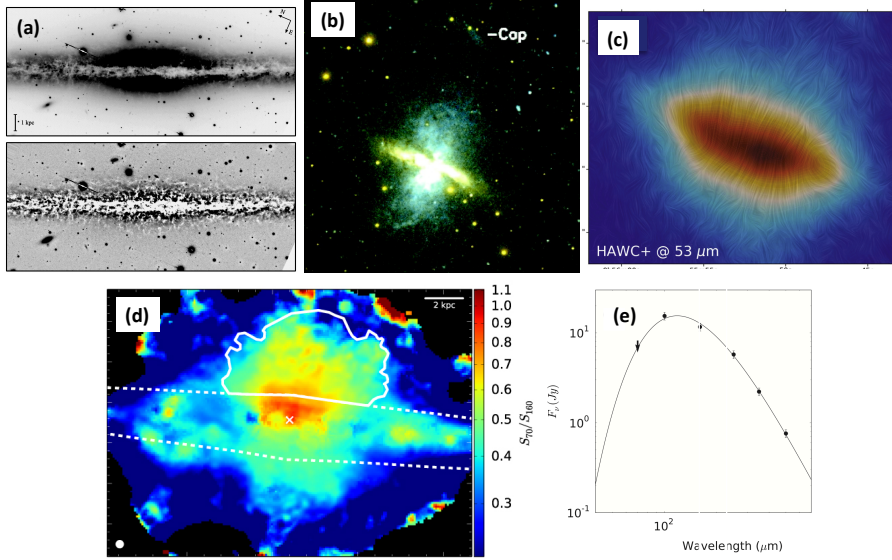 (a)
N
E
1 kpc
(b)
-Cap
(c)
HAWC+ @ 53 µm
(d)
2 kpc
1.1
1.0
0.9
0.8
0.7
0.6
0.5
0.4
0.3
S70/S160
(e)
10¹
10⁰
10⁻¹
Fν (Jy)
10²
Wavelength (µm)